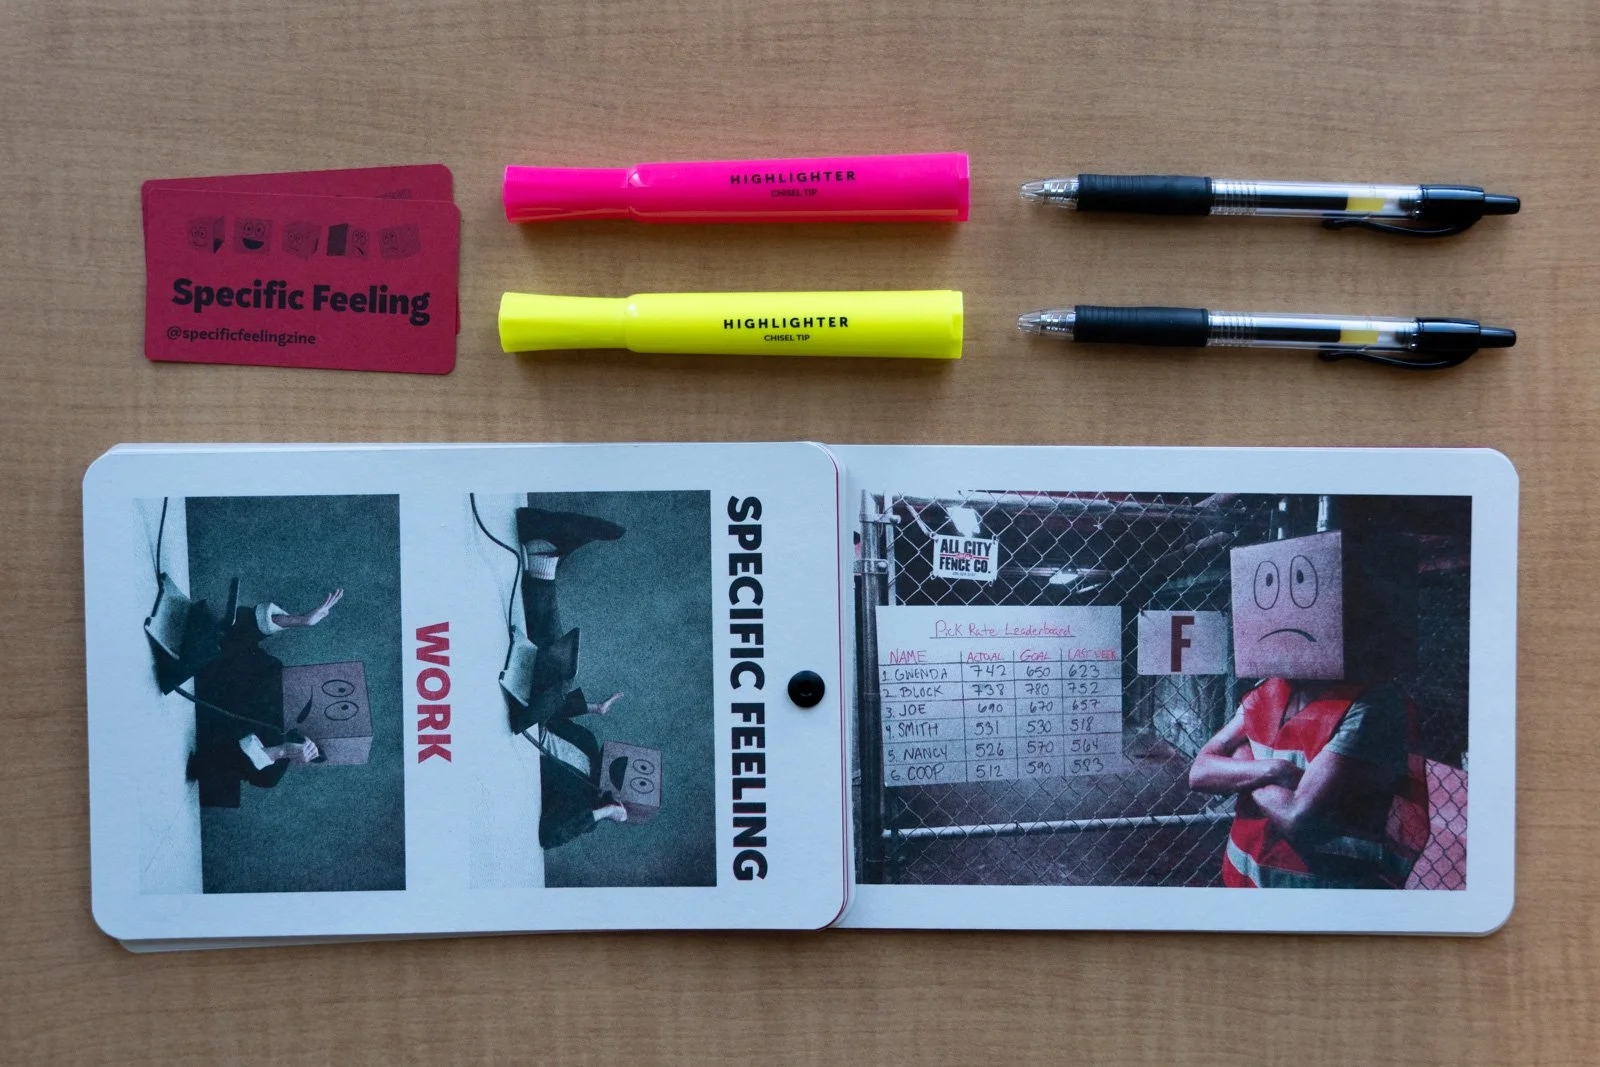 Specific Feeling
@specificfeelingzine
HIGHLIGHTER
CHISEL TIP
HIGHLIGHTER
CHISEL TIP
SPECIFIC FEELING
WORK
ALL CITY
FENCE CO.
Pick Rate Leaderboard
NAME ACTUAL GOAL LAST WEEK
1. GWENDA 742 650 623
2. BLOCK 738 780 752
3. JOE 690 670 657
4. SMITH 531 530 518
5. NANCY 526 570 564
6. COOP 512 590 583
F